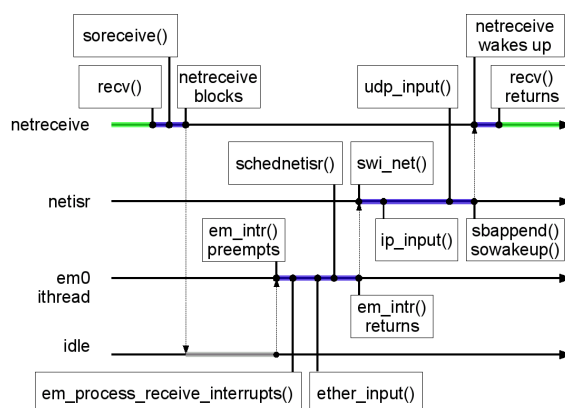 soreceive()
netreceive
wakes up
recv()
netreceive
blocks
udp_input()
recv()
returns
netreceive
schednetisr()
swi_net()
netisr
em_intr()
preempts
ip_input()
sbappend()
sowakeup()
em0
ithread
em_intr()
returns
idle
em_process_receive_interrupts()
ether_input()